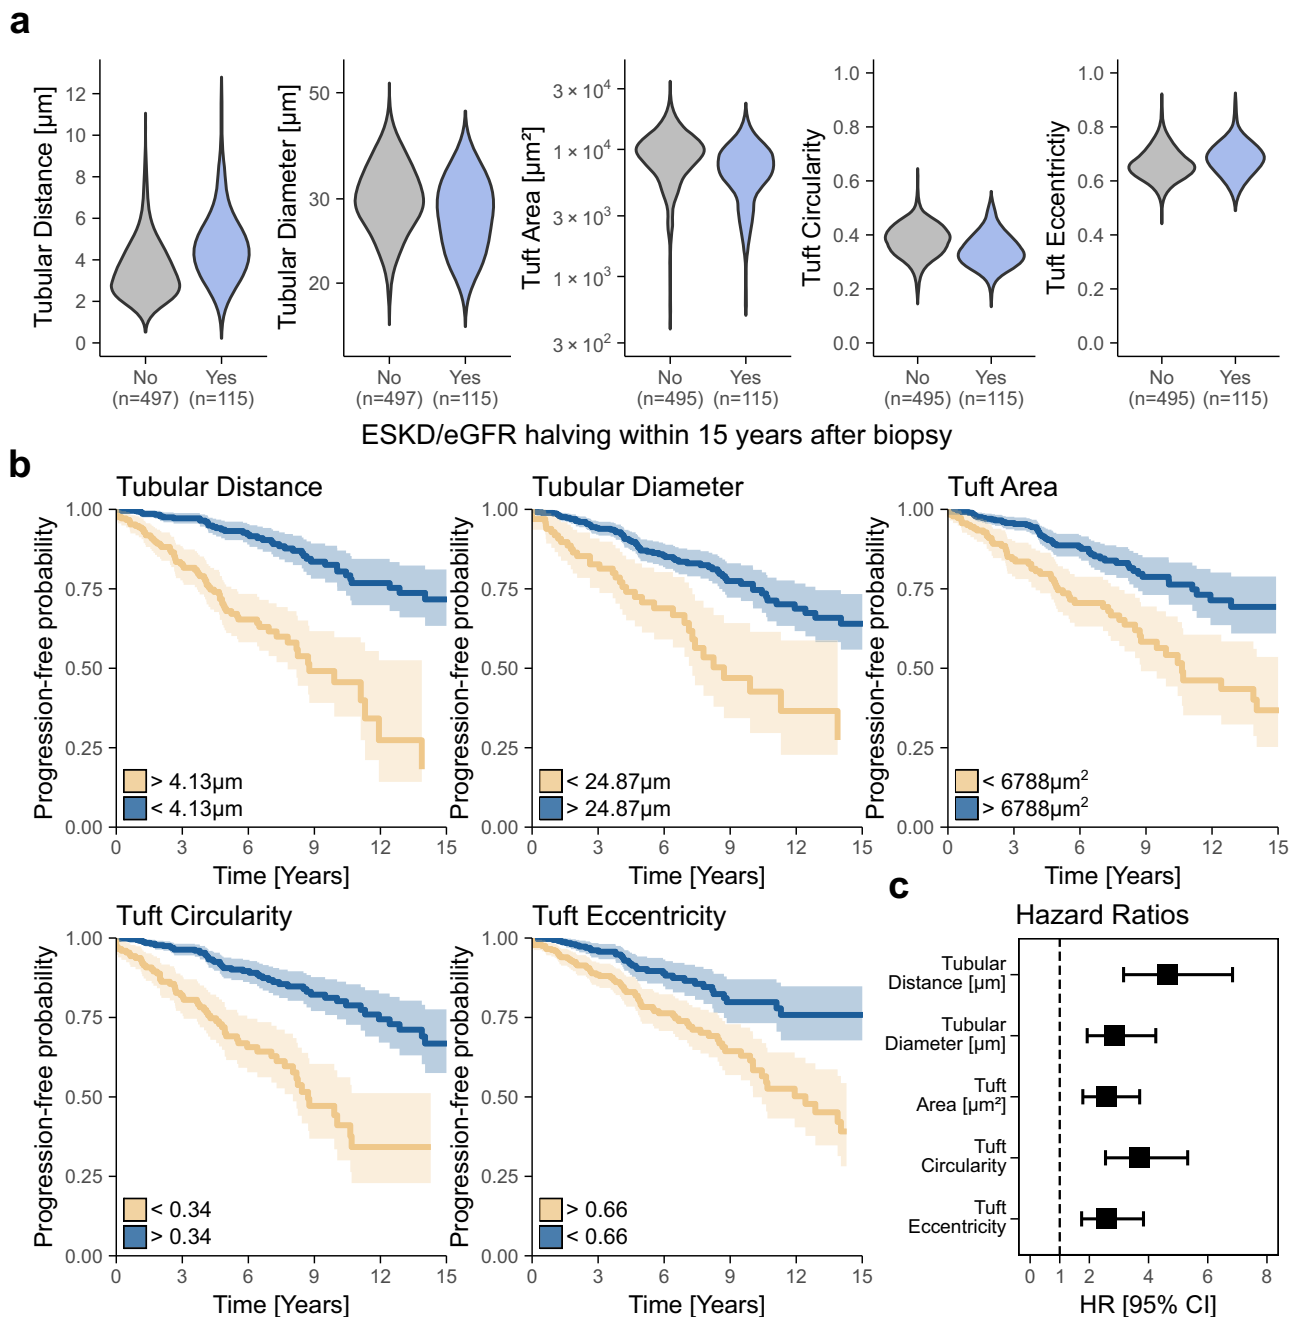 a
Tubular Distance [µm]
12
10
8
6
4
2
0
No
(n=497)
Yes
(n=115)
Tubular Diameter [µm]
50
30
20
No
(n=497)
Yes
(n=115)
Tuft Area [µm²]
3 × 10⁴
1 × 10⁴
3 × 10³
1 × 10³
3 × 10²
No
(n=495)
Yes
(n=115)
Tuft Circularity
1.0
0.8
0.6
0.4
0.2
0.0
No
(n=495)
Yes
(n=115)
Tuft Eccentrictiy
1.0
0.8
0.6
0.4
0.2
0.0
No
(n=495)
Yes
(n=115)
ESKD/eGFR halving within 15 years after biopsy
b
Tubular Distance
Progression-free probability
1.00
0.75
0.50
0.25
0.00
> 4.13µm
< 4.13µm
0 3 6 9 12 15
Time [Years]
Tubular Diameter
Progression-free probability
1.00
0.75
0.50
0.25
0.00
< 24.87µm
> 24.87µm
0 3 6 9 12 15
Time [Years]
Tuft Area
Progression-free probability
1.00
0.75
0.50
0.25
0.00
< 6788µm²
> 6788µm²
0 3 6 9 12 15
Time [Years]
Tuft Circularity
Progression-free probability
1.00
0.75
0.50
0.25
0.00
< 0.34
> 0.34
0 3 6 9 12 15
Time [Years]
Tuft Eccentricity
Progression-free probability
1.00
0.75
0.50
0.25
0.00
> 0.66
< 0.66
0 3 6 9 12 15
Time [Years]
c
Hazard Ratios
Tubular
Distance [µm]
Tubular
Diameter [µm]
Tuft
Area [µm²]
Tuft
Circularity
Tuft
Eccentricity
0 1 2 4 6 8
HR [95% CI]